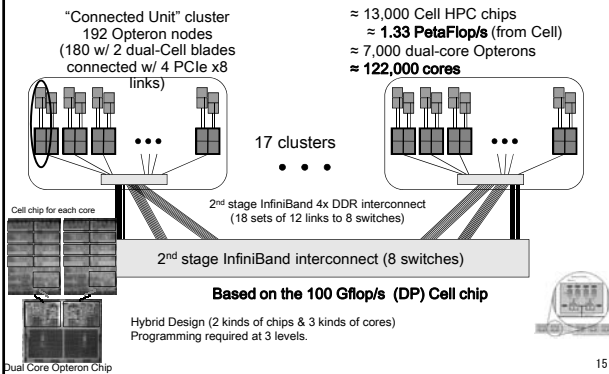 “Connected Unit” cluster
192 Opteron nodes
(180 w/ 2 dual-Cell blades
connected w/ 4 PCIe x8
links)
≈ 13,000 Cell HPC chips
≈ 1.33 PetaFlop/s (from Cell)
≈ 7,000 dual-core Opterons
≈ 122,000 cores
17 clusters
2nd stage InfiniBand 4x DDR interconnect
(18 sets of 12 links to 8 switches)
Cell chip for each core
2nd stage InfiniBand interconnect (8 switches)
Based on the 100 Gflop/s (DP) Cell chip
Hybrid Design (2 kinds of chips & 3 kinds of cores)
Programming required at 3 levels.
Dual Core Opteron Chip
15